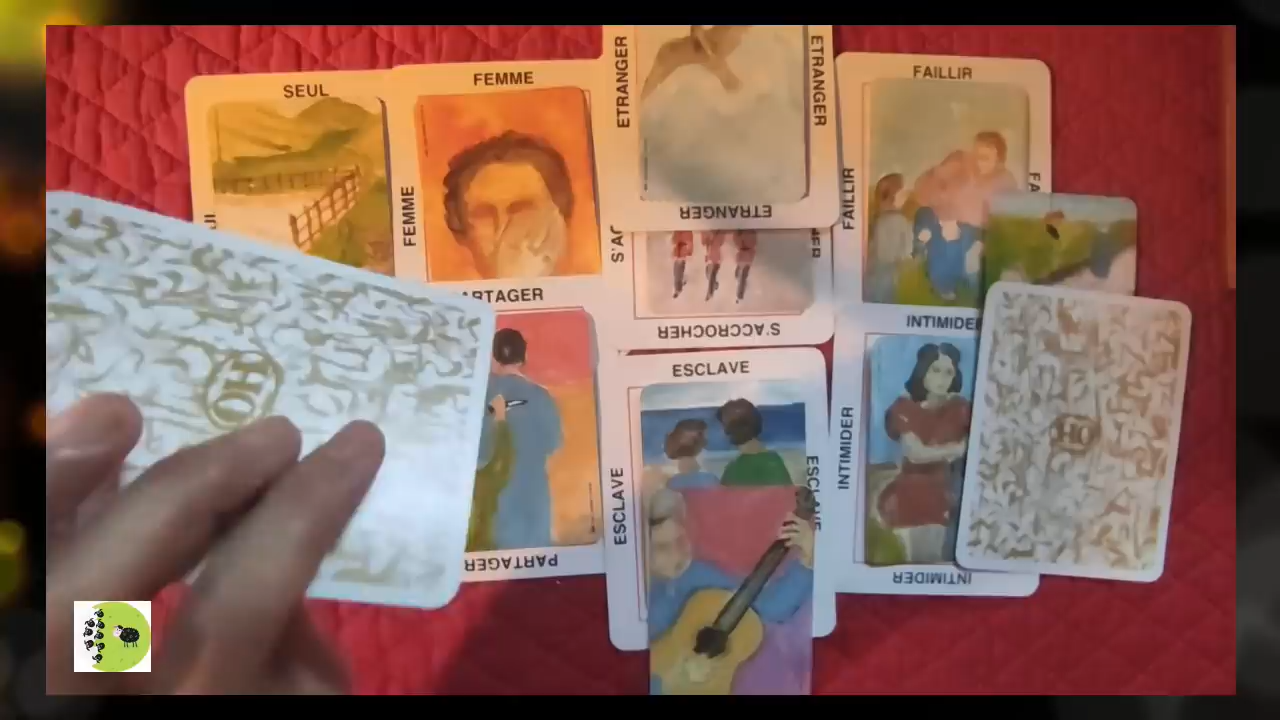 SEUL
FEMME
FEMME
ETRANGER
ETRANGER
ETRANGER
FAILLIR
FAILLIR
PARTAGER
S'ACCROCHER
INTIMIDER
INTIMIDER
INTIMIDER
ESCLAVE
ESCLAVE
ESCLAVE
PARTAGER
OH
OH